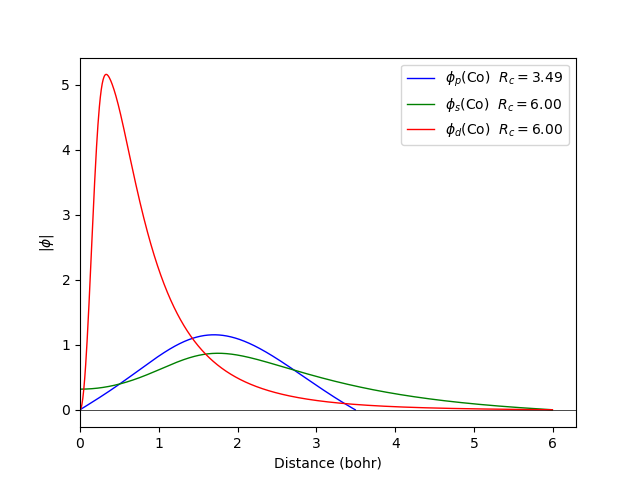 ϕp(Co) Rc = 3.49
ϕs(Co) Rc = 6.00
ϕd(Co) Rc = 6.00
5
4
3
2
1
0
|ϕ|
0 1 2 3 4 5 6
Distance (bohr)